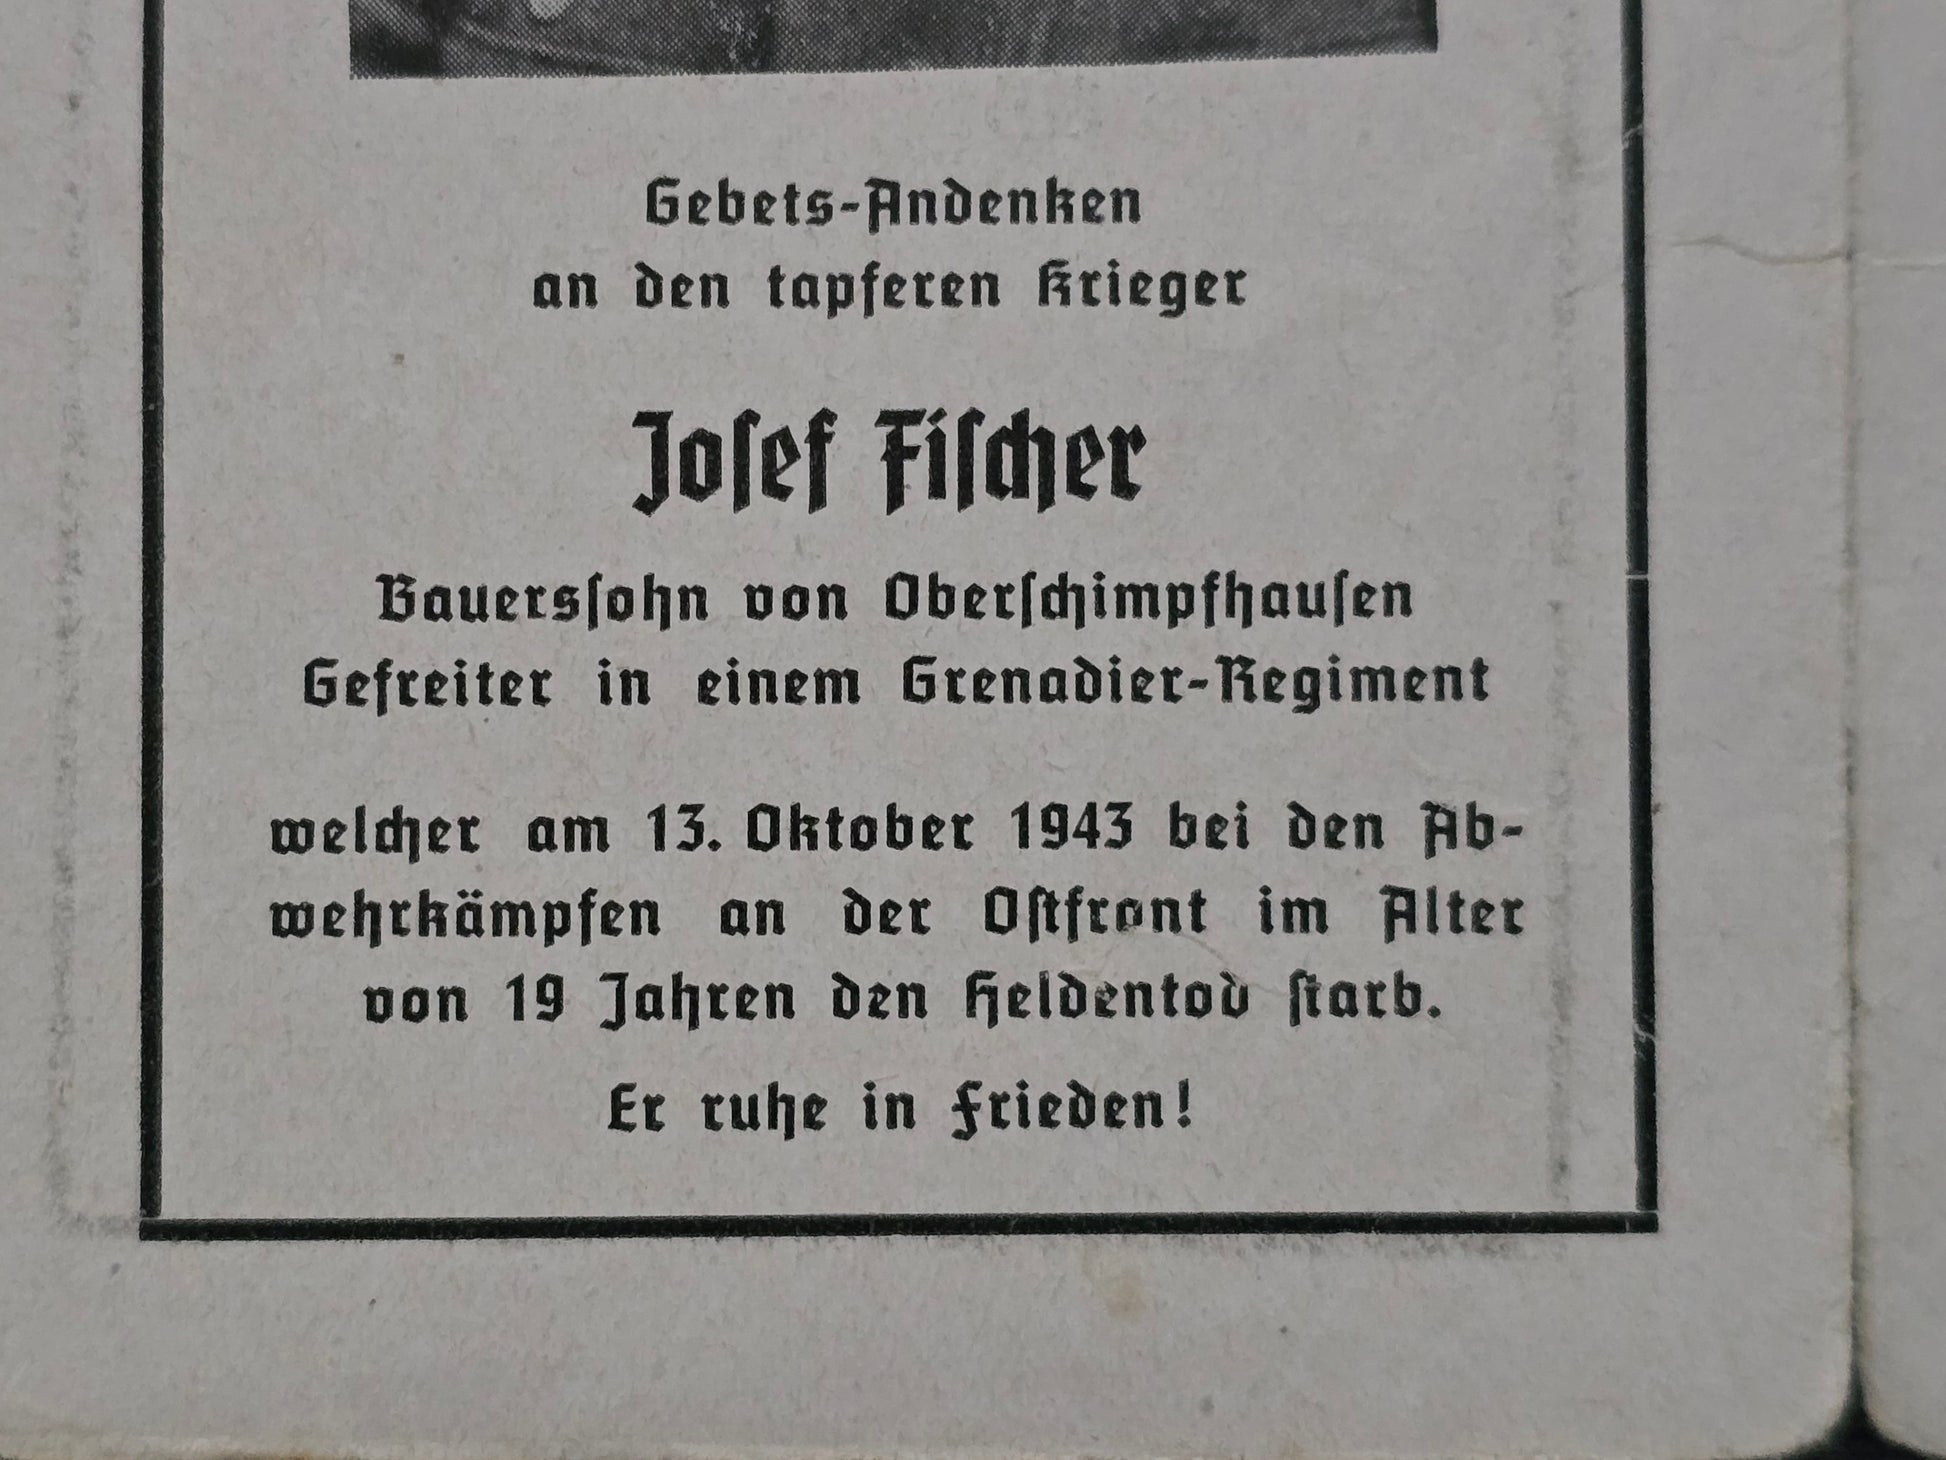 Gebets-Andenken
an den tapferen Krieger
Joſef Fiſcher
Bauersſohn von Oberſchimpfhauſen
Gefreiter in einem Grenadier-Regiment
welcher am 13. Oktober 1943 bei den Ab-
wehrkämpfen an der Oſtfront im Alter
von 19 Jahren den Heldentod ſtarb.
Er ruhe in Frieden!